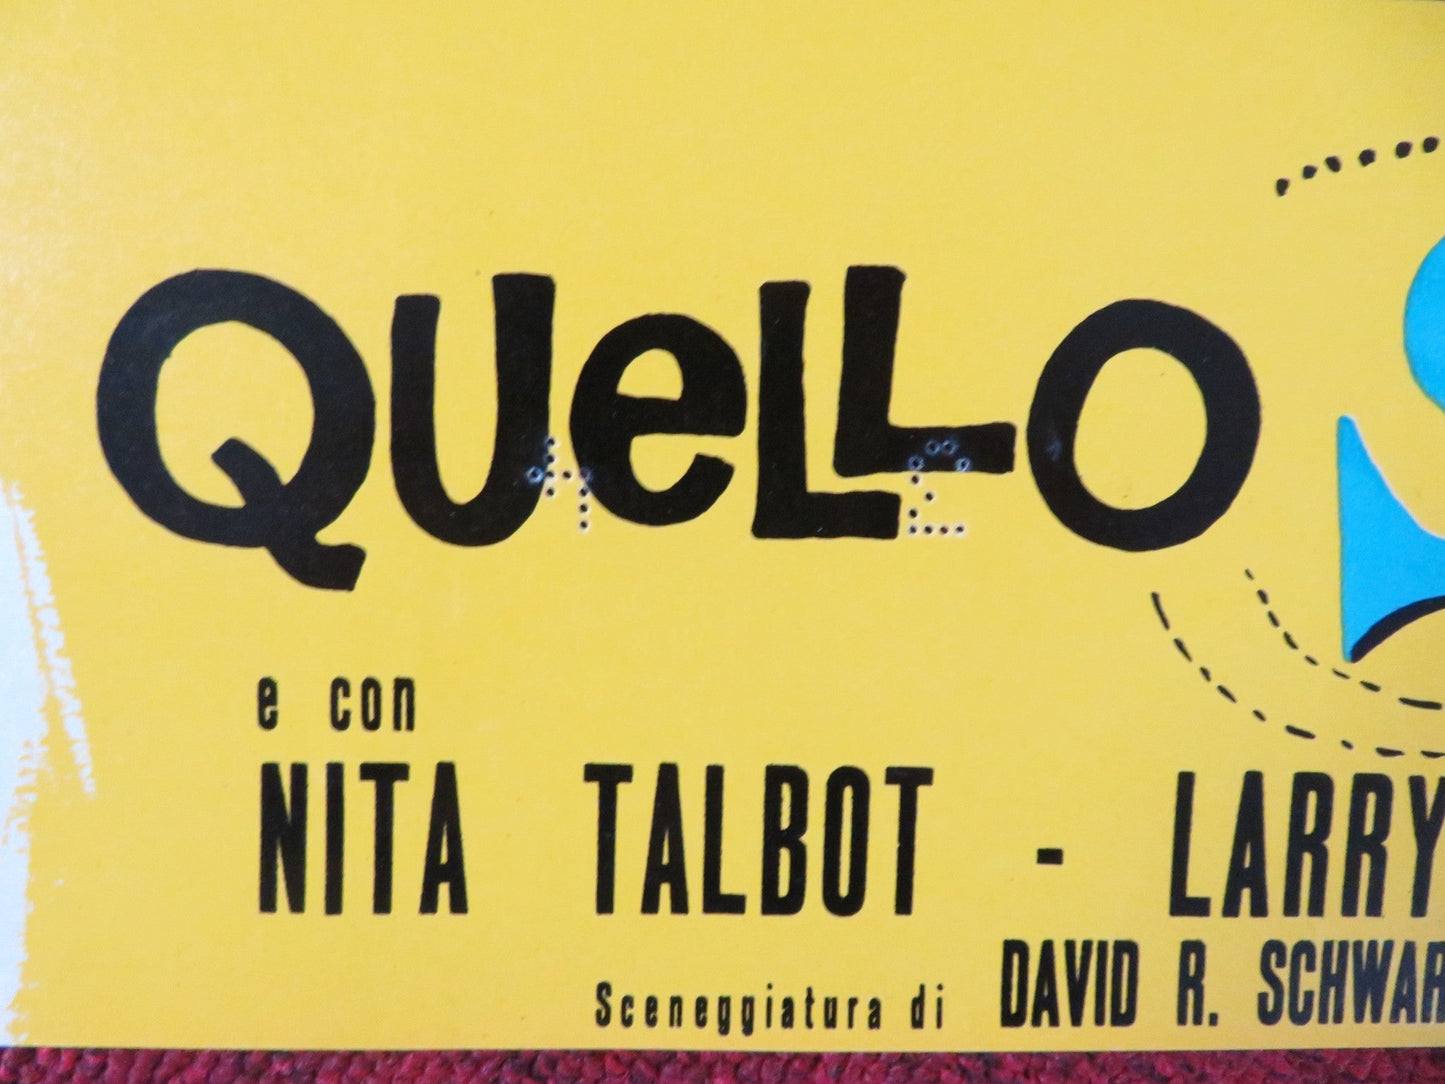 QUELLO
e con
NITA TALBOT - LARRY
Sceneggiatura di DAVID R. SCHWAR